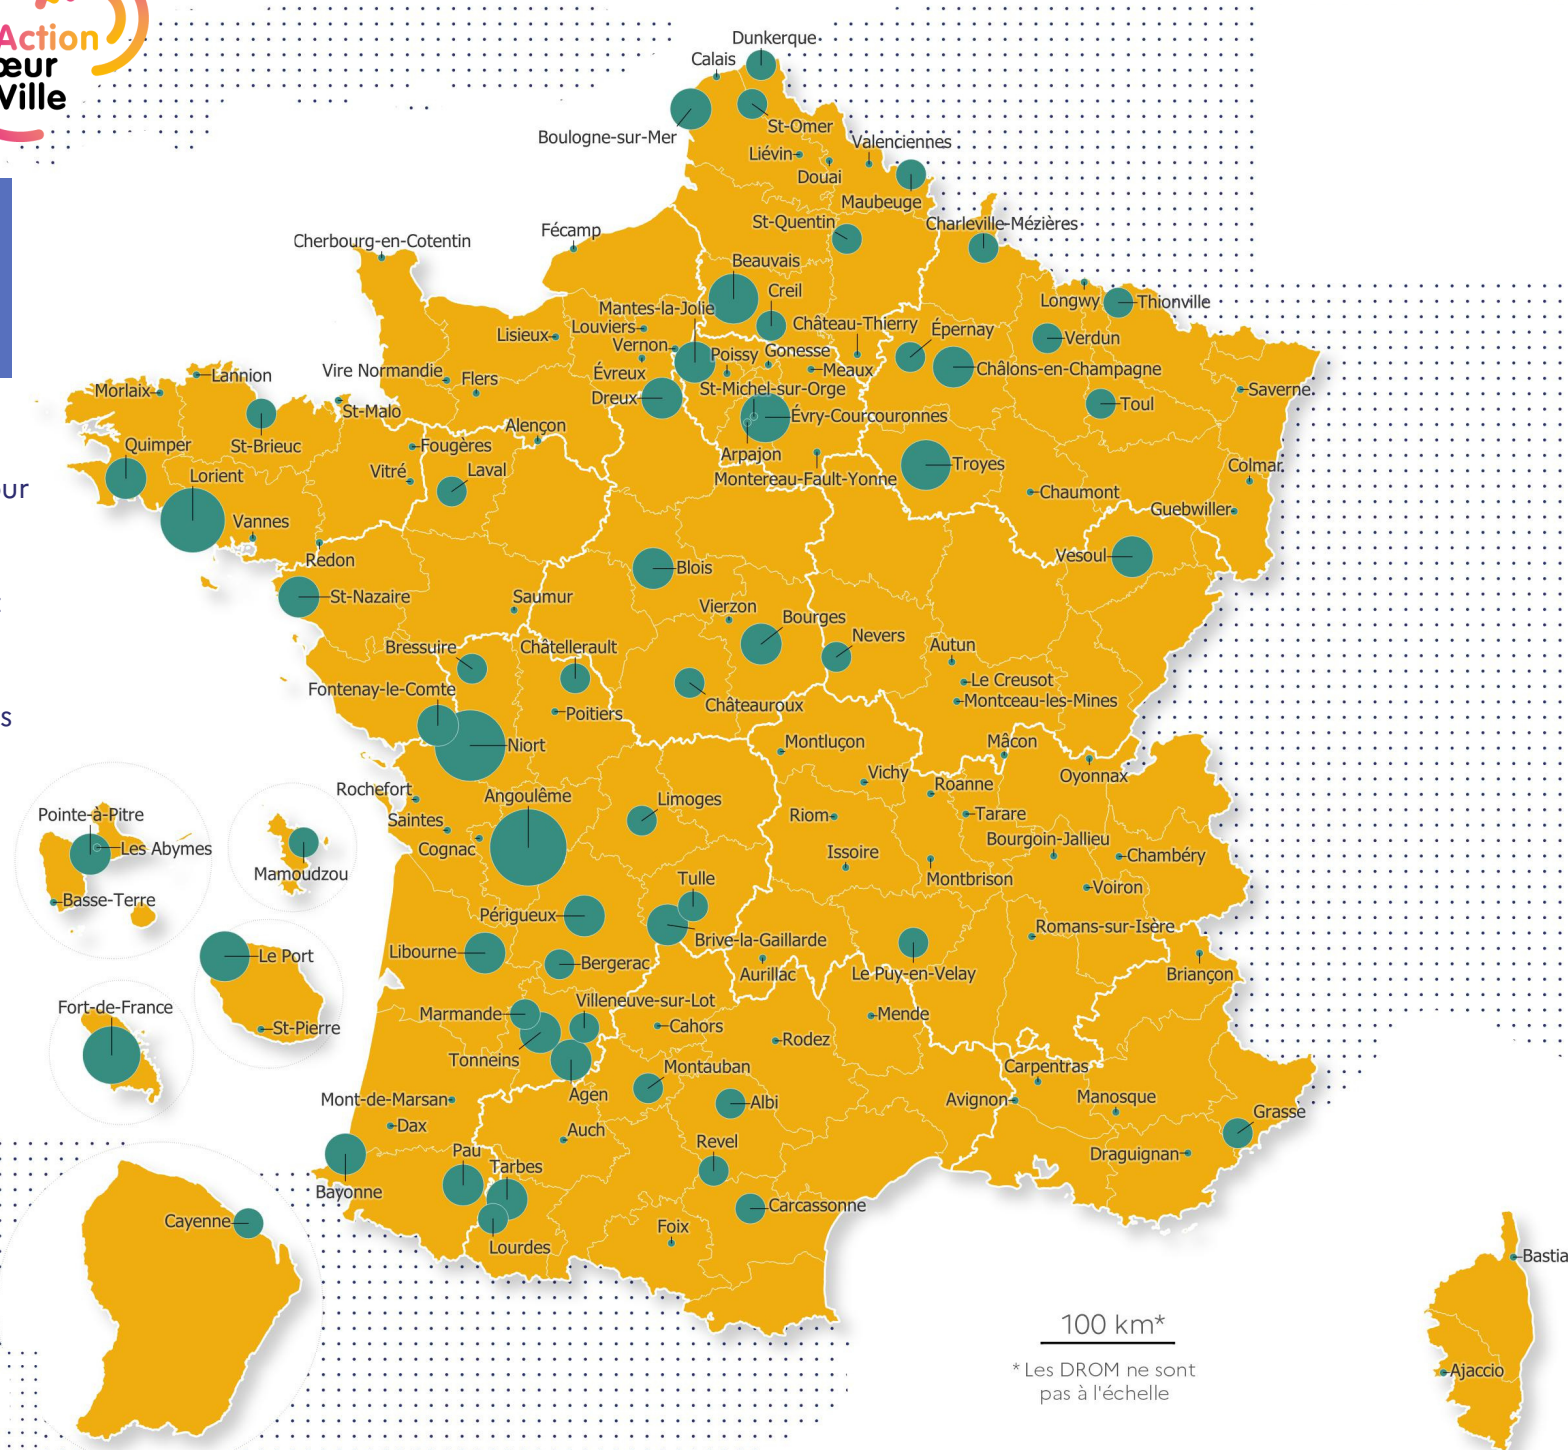 Action
œur
Ville
our
s
Dunkerque
Calais
Boulogne-sur-Mer
St-Omer
Valenciennes
Liévin
Douai
Maubeuge
St-Quentin
Charleville-Mézières
Fécamp
Cherbourg-en-Cotentin
Beauvais
Creil
Mantes-la-Jolie
Longwy
Thionville
Lisieux
Louviers
Château-Thierry
Épernay
Verdun
Vernon
Poissy
Gonesse
Meaux
Châlons-en-Champagne
Vire Normandie
Flers
Évreux
Lannion
Morlaix
St-Michel-sur-Orge
Saverne
Dreux
Toul
St-Malo
Évry-Courcouronnes
Alençon
Quimper
St-Brieuc
Fougères
Arpajon
Troyes
Colmar
Lorient
Vitré
Laval
Montereau-Fault-Yonne
Chaumont
Guebwiller
Vannes
Redon
Vesoul
Blois
St-Nazaire
Saumur
Vierzon
Bourges
Nevers
Autun
Bressuire
Châtellerault
Le Creusot
Fontenay-le-Comte
Montceau-les-Mines
Châteauroux
Poitiers
Niort
Montluçon
Mâcon
Oyonnax
Vichy
Roanne
Rochefort
Angoulême
Limoges
Pointe-à-Pitre
Riom
Tarare
Saintes
Cognac
Bourgoin-Jallieu
Les Abymes
Issoire
Chambéry
Mamoudzou
Tulle
Montbrison
Voiron
Basse-Terre
Périgueux
Romans-sur-Isère
Brive-la-Gaillarde
Libourne
Le Port
Bergerac
Aurillac
Le Puy-en-Velay
Briançon
Fort-de-France
Villeneuve-sur-Lot
Marmande
Mende
St-Pierre
Cahors
Rodez
Tonneins
Montauban
Carpentras
Agen
Mont-de-Marsan
Albi
Avignon
Manosque
Grasse
Dax
Auch
Revel
Pau
Draguignan
Tarbes
Bayonne
Carcassonne
Cayenne
Foix
Lourdes
Bastia
100 km*
* Les DROM ne sont
pas à l'échelle
Ajaccio